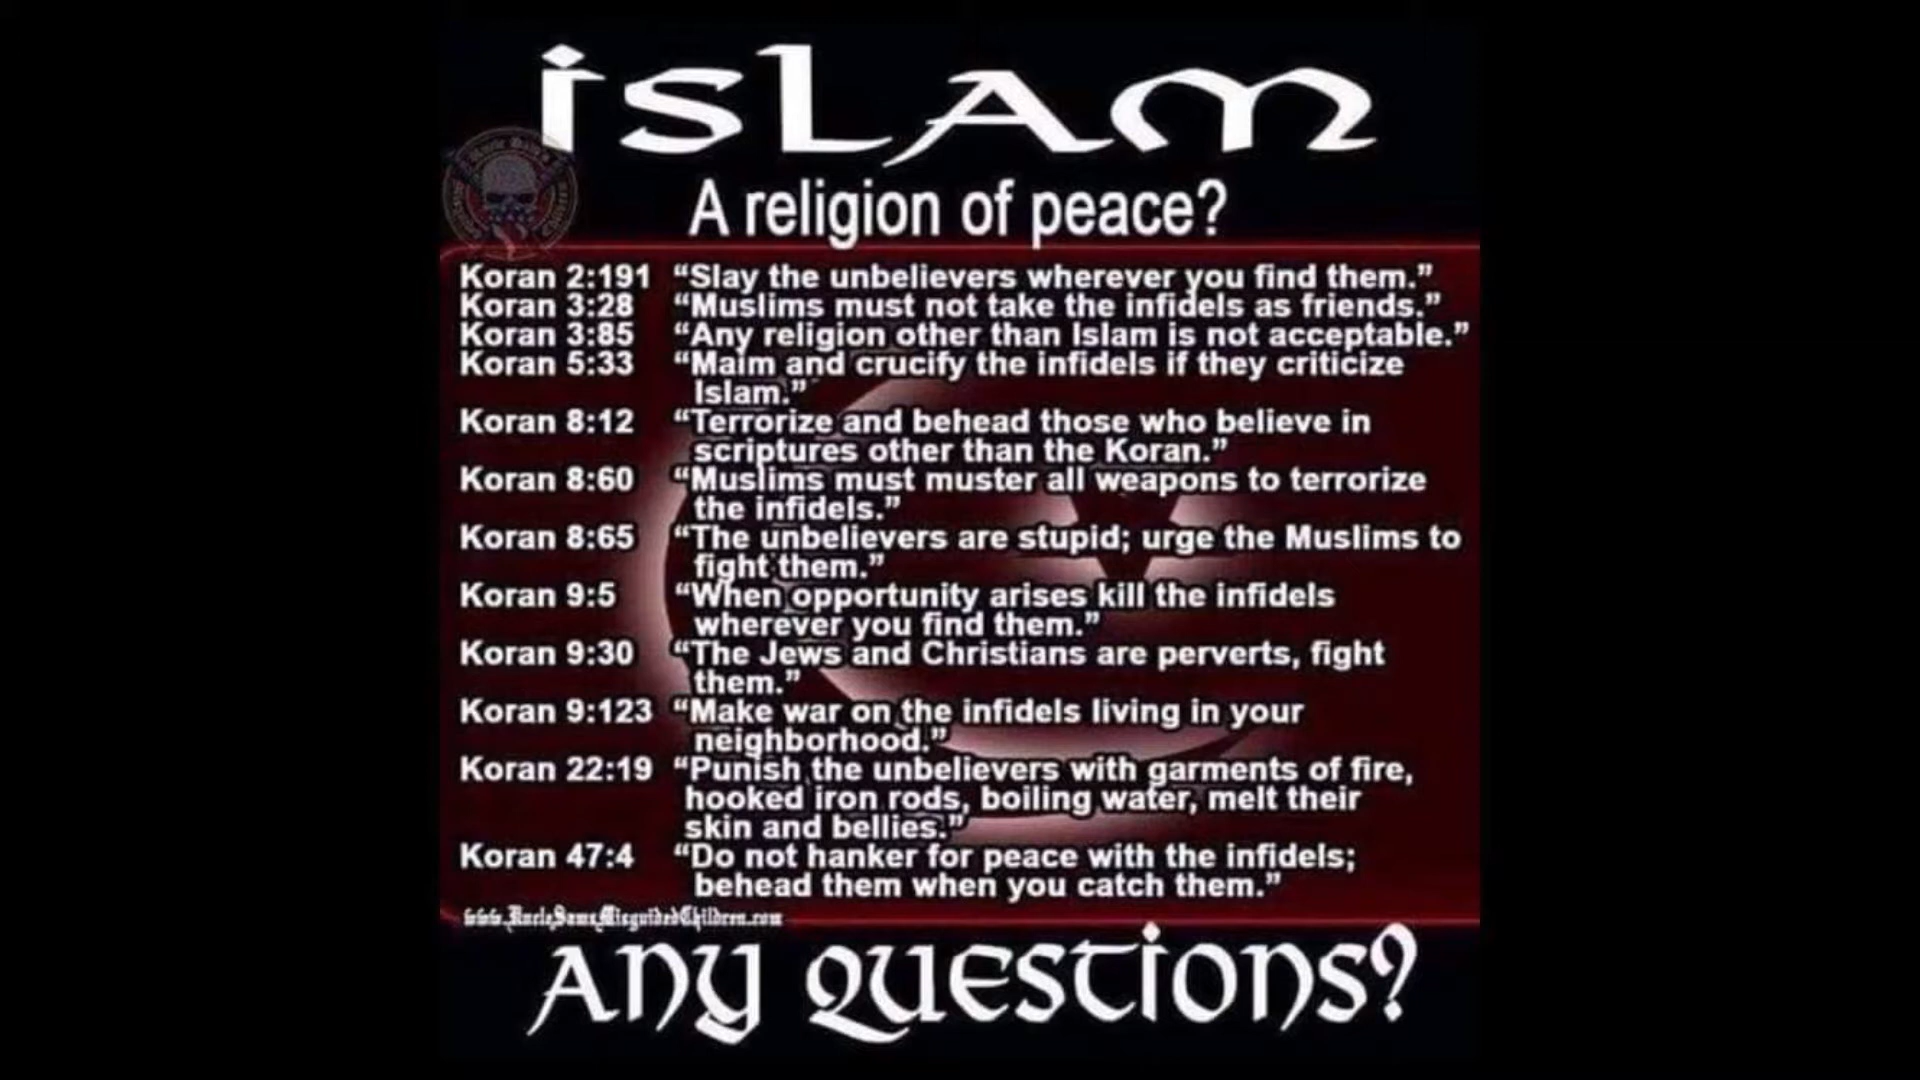 islam
A religion of peace?
Koran 2:191 “Slay the unbelievers wherever you find them.”
Koran 3:28 “Muslims must not take the infidels as friends.”
Koran 3:85 “Any religion other than Islam is not acceptable.”
Koran 5:33 “Maim and crucify the infidels if they criticize
Islam.”
Koran 8:12 “Terrorize and behead those who believe in
scriptures other than the Koran.”
Koran 8:60 “Muslims must muster all weapons to terrorize
the infidels.”
Koran 8:65 “The unbelievers are stupid; urge the Muslims to
fight them.”
Koran 9:5 “When opportunity arises kill the infidels
wherever you find them.”
Koran 9:30 “The Jews and Christians are perverts, fight
them.”
Koran 9:123 “Make war on the infidels living in your
neighborhood.”
Koran 22:19 “Punish the unbelievers with garments of fire,
hooked iron rods, boiling water, melt their
skin and bellies.”
Koran 47:4 “Do not hanker for peace with the infidels;
behead them when you catch them.”
www.UncleSamsMisguidedChildren.com
Any Questions?